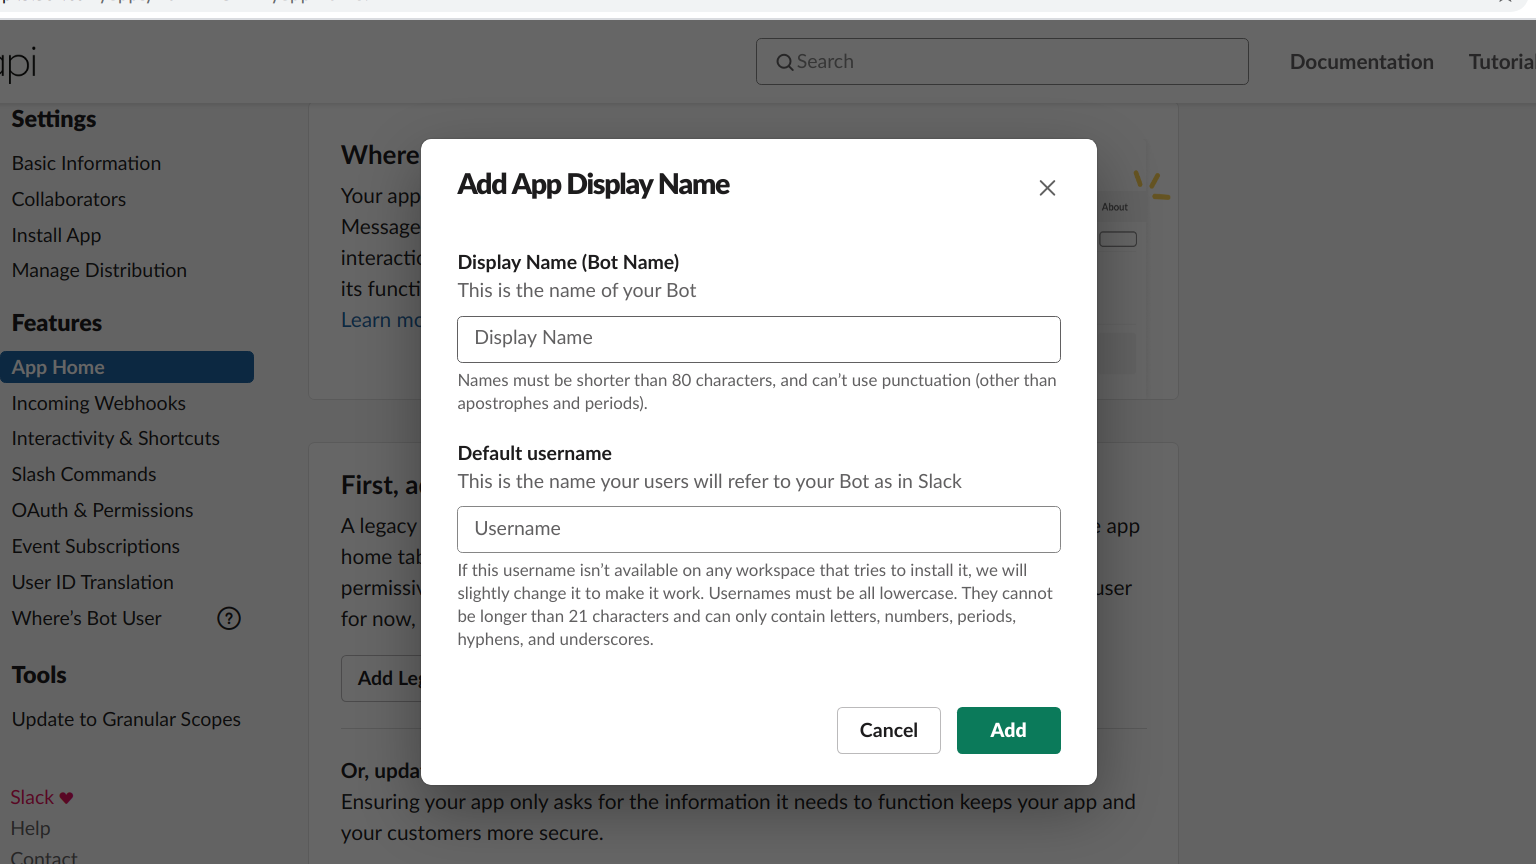 api
Search
Documentation
Settings
Basic Information
Collaborators
Install App
Manage Distribution
Features
App Home
Incoming Webhooks
Interactivity & Shortcuts
Slash Commands
OAuth & Permissions
Event Subscriptions
User ID Translation
Where's Bot User
?
Tools
Update to Granular Scopes
Slack
Help
Contact
Where
Your app
Message
its
Learn
About
Add App Display Name
Display Name (Bot Name)
This is the name of your Bot
Display Name
Names must be shorter than 80 characters, and can't use punctuation (other than
apostrophes and periods).
Default username
This is the name your users will refer to your Bot as in Slack
Username
If this username isn't available on any workspace that tries to install it, we will
slightly change it to make it work. Usernames must be all lowercase. They cannot
be longer than 21 characters and can only contain letters, numbers, periods,
hyphens, and underscores.
Cancel
Add
First,
A legacy
app
home
user
for now,
Add
Or,
Ensuring your app only asks for the information it needs to function keeps your app and
your customers more secure.